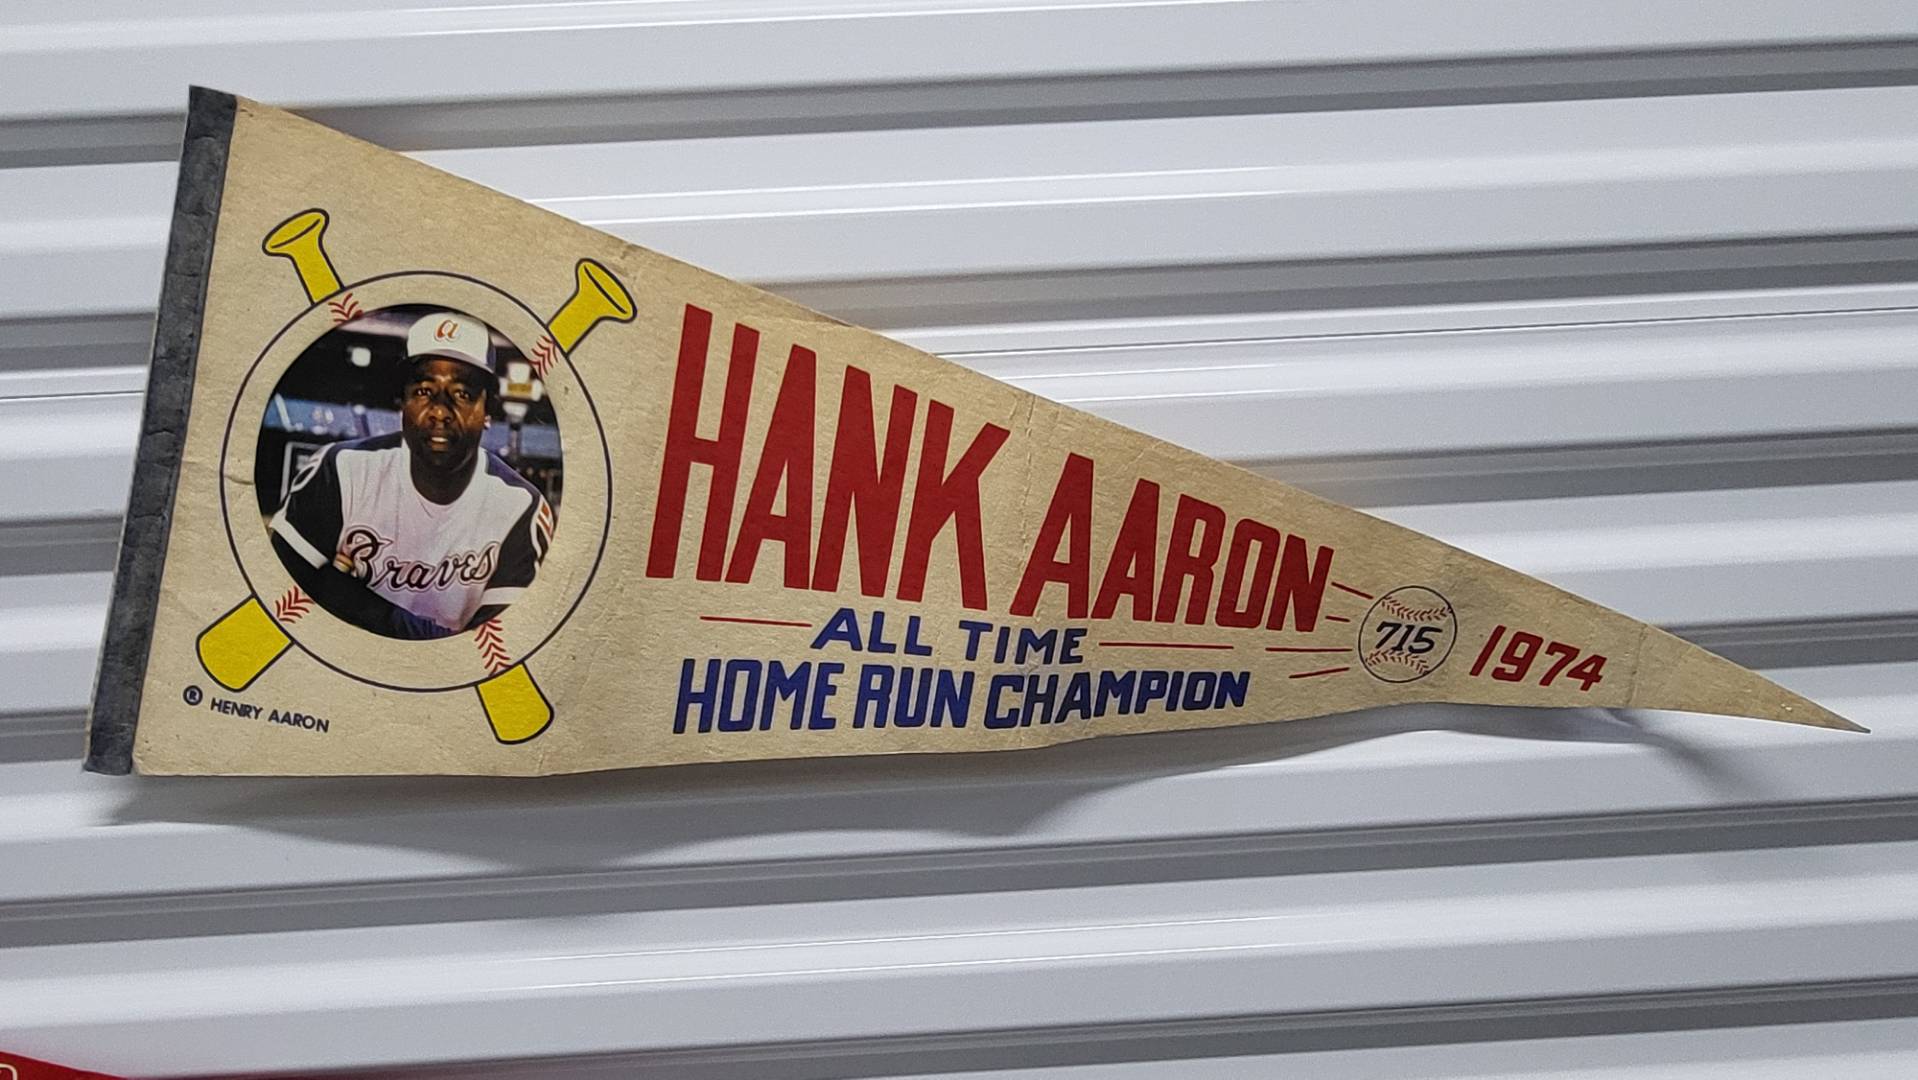 a
Braves
® HENRY AARON
HANK AARON
ALL TIME
HOME RUN CHAMPION
715
1974